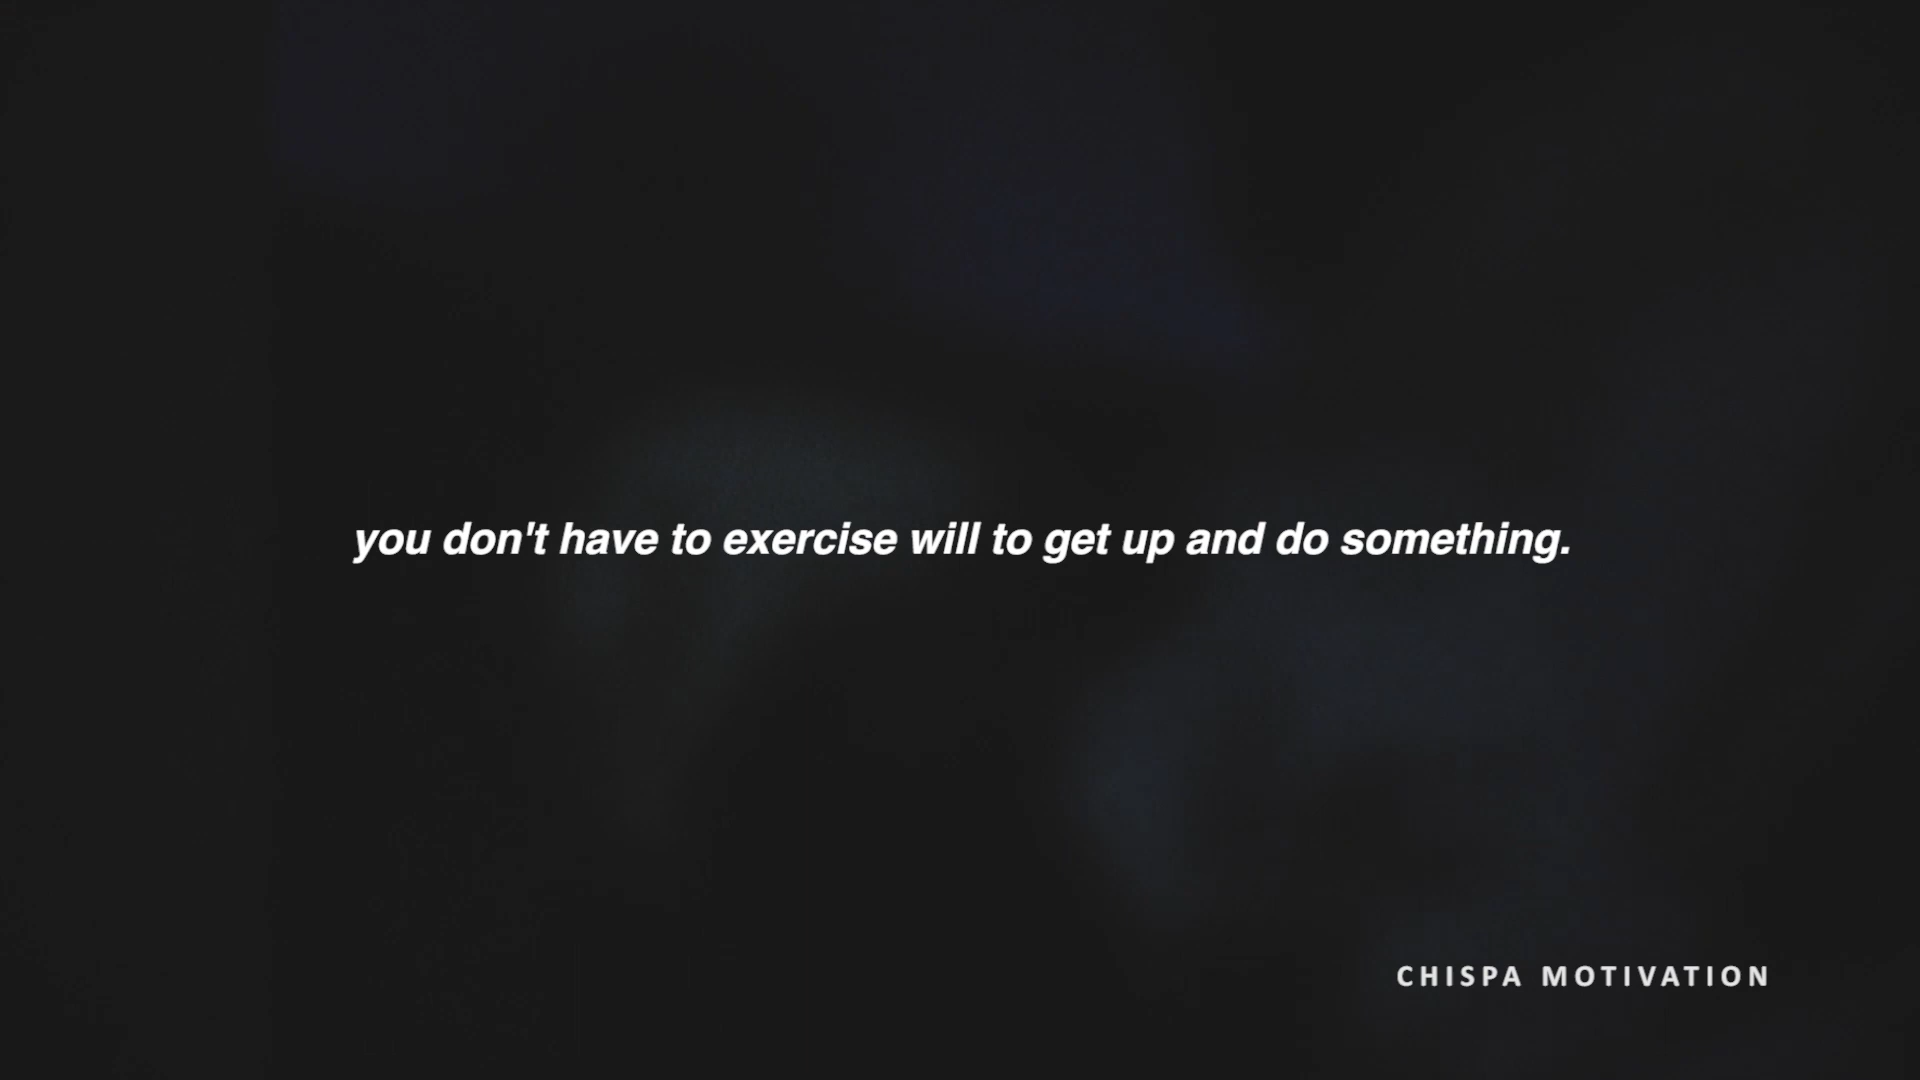 you don't have to exercise will to get up and do something.
CHISPA MOTIVATION